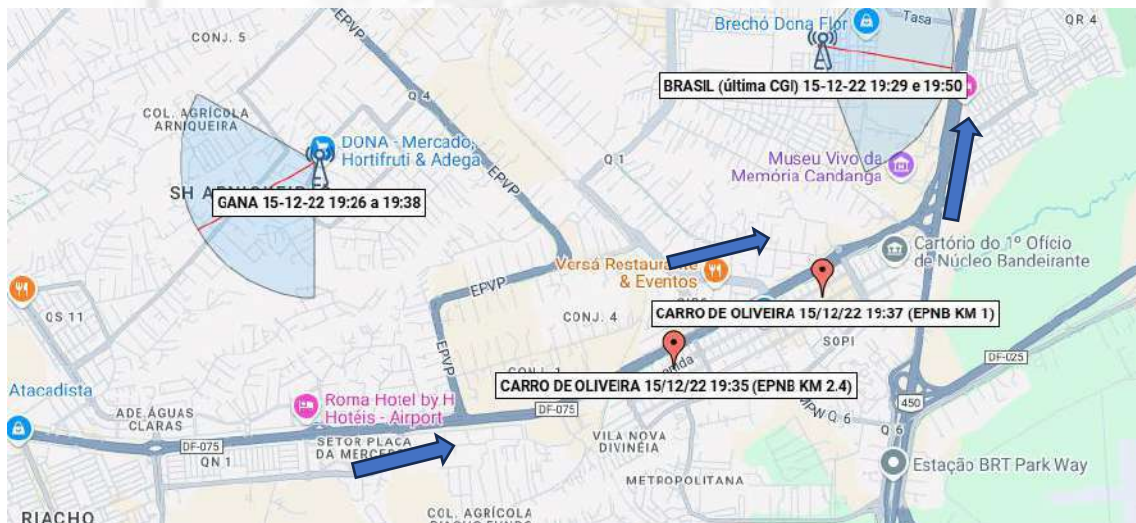 CONJ. 5
Brechó Dona Flor
Tasa
QR 4
BRASIL (última CGI) 15-12-22 19:29 e 19:50
Q 4
COL. AGRÍCOLA
ARNIQUEIRA
DONA - Mercado,
Hortifruti & Adega
EPVP
Q 1
Museu Vivo da
Memória Candanga
GANA 15-12-22 19:26 a 19:38
Cartório do 1º Ofício
de Núcleo Bandeirante
Versá Restaurante
& Eventos
EPVP
QS 11
CONJ. 4
CARRO DE OLIVEIRA 15/12/22 19:37 (EPNB KM 1)
SOPI
DF-025
EPVP
CARRO DE OLIVEIRA 15/12/22 19:35 (EPNB KM 2.4)
Atacadista
Roma Hotel by H
Hotéis - Airport
DF-075
450
ADE ÁGUAS
CLARAS
MPW Q 6
Q 6
DF-075
SETOR PLACA
DA MERCEDES
QN 1
VILA NOVA
DIVINÉIA
METROPOLITANA
Estação BRT Park Way
RIACHO
COL. AGRÍCOLA